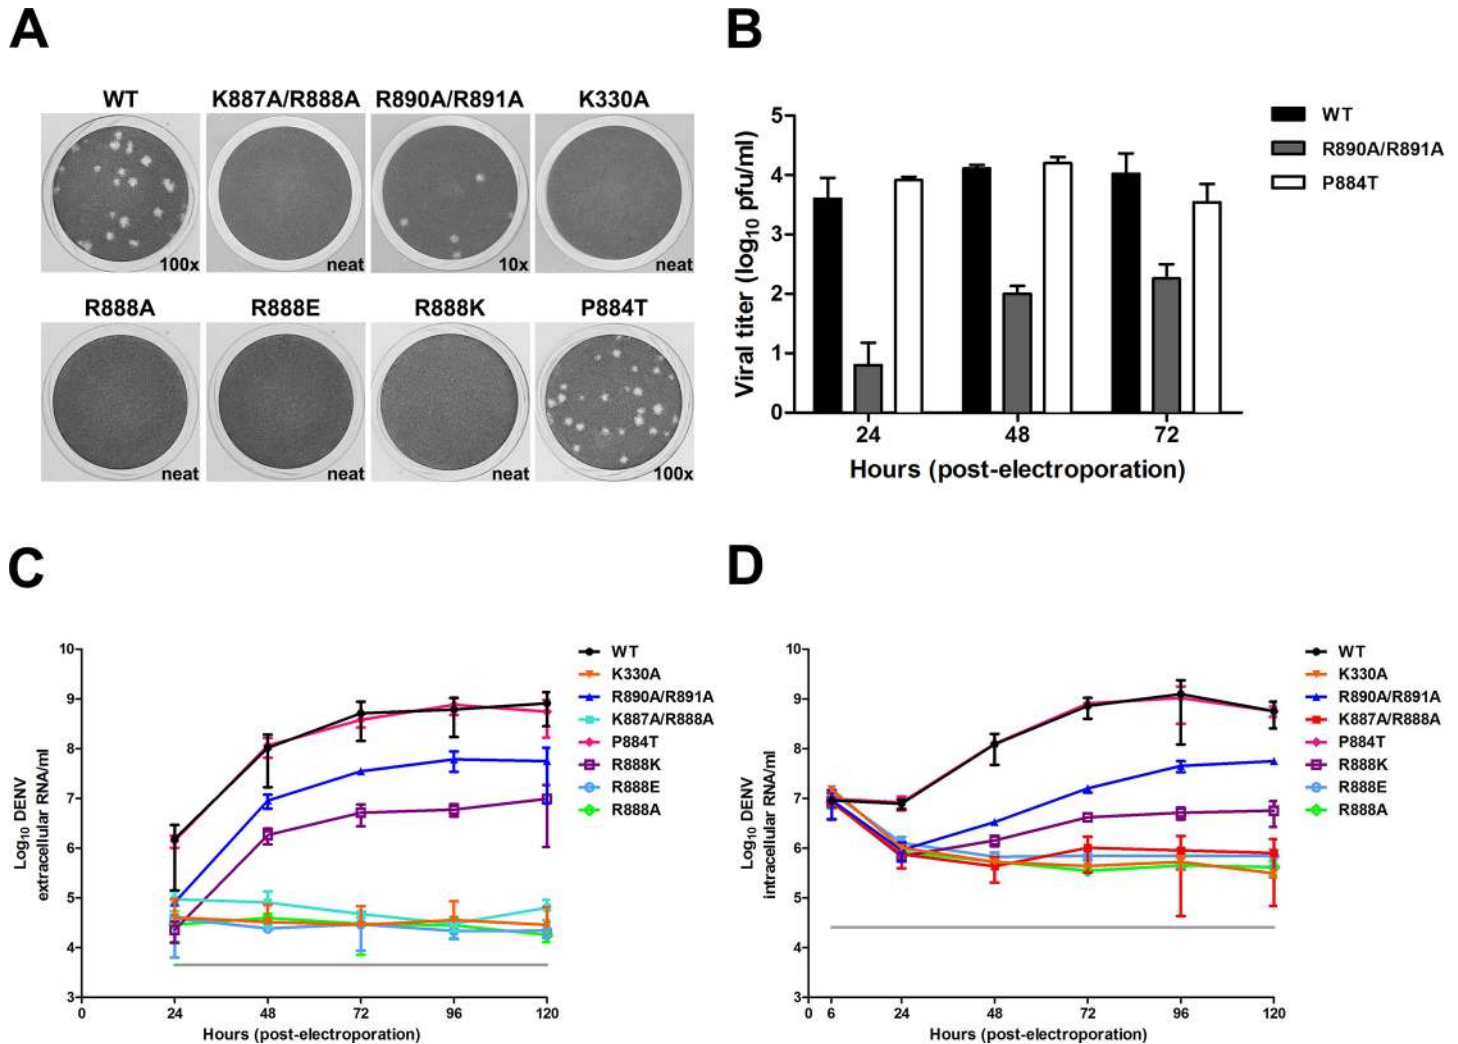 A
B
WT K887A/R888A R890A/R891A K330A
100x neat 10x neat
R888A R888E R888K P884T
neat neat neat 100x
Viral titer (log10 pfu/ml)
5
4
3
2
1
0
24 48 72
Hours (post-electroporation)
WT
R890A/R891A
P884T
C
D
Log10 DENV
extracellular RNA/ml
10
9
8
7
6
5
4
3
0 24 48 72 96 120
Hours (post-electroporation)
WT
K330A
R890A/R891A
K887A/R888A
P884T
R888K
R888E
R888A
Log10 DENV
intracellular RNA/ml
10
9
8
7
6
5
4
3
0 6 24 48 72 96 120
Hours (post-electroporation)
WT
K330A
R890A/R891A
K887A/R888A
P884T
R888K
R888E
R888A